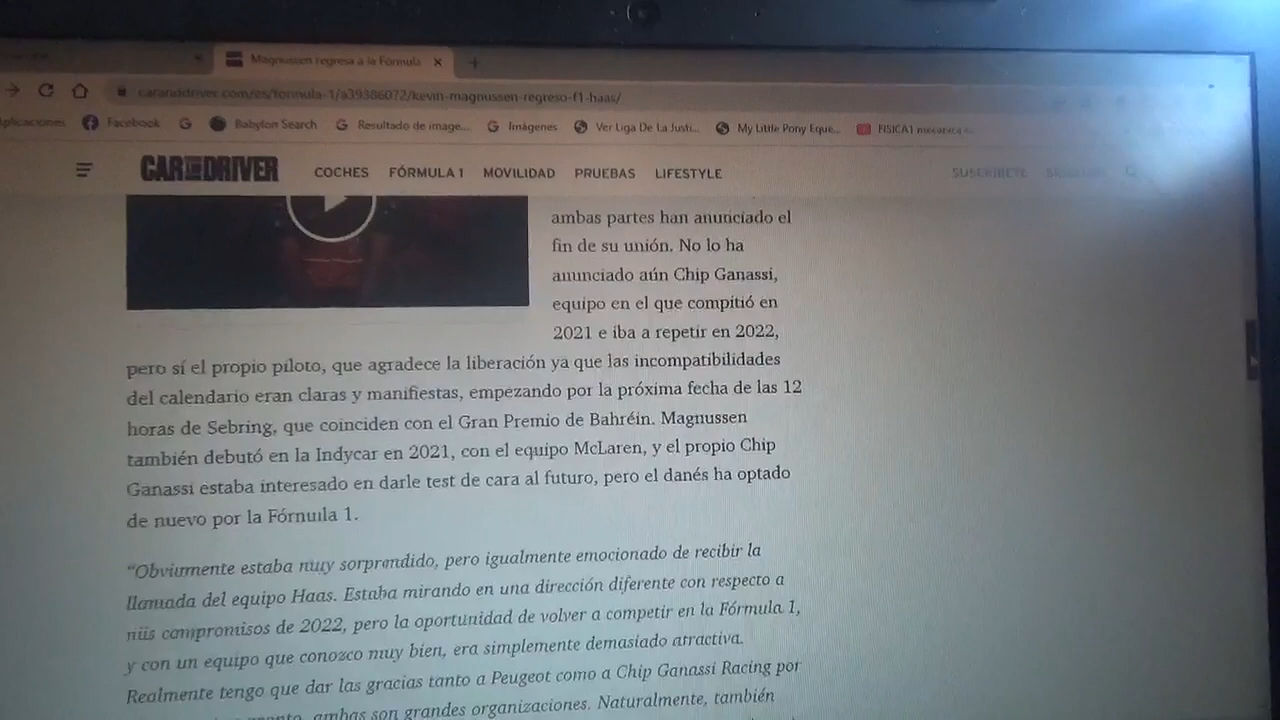 Magnussen regresa a la Fórmula
caranddriver.com/es/formula-1/a39386072/kevin-magnussen-regreso-f1-haas/
plicaciones Facebook Babylon Search Resultado de image... Imágenes Ver Liga De La Justi... My Little Pony Eque... FISICA 1
CAR AND DRIVER COCHES FÓRMULA 1 MOVILIDAD PRUEBAS LIFESTYLE SUSCRÍBETE
ambas partes han anunciado el
fin de su unión. No lo ha
anunciado aún Chip Ganassi,
equipo en el que compitió en
2021 e iba a repetir en 2022,
pero sí el propio piloto, que agradece la liberación ya que las incompatibilidades
del calendario eran claras y manifiestas, empezando por la próxima fecha de las 12
horas de Sebring, que coinciden con el Gran Premio de Bahréin. Magnussen
también debutó en la Indycar en 2021, con el equipo McLaren, y el propio Chip
Ganassi estaba interesado en darle test de cara al futuro, pero el danés ha optado
de nuevo por la Fórmula 1.
“Obviamente estaba muy sorprendido, pero igualmente emocionado de recibir la
llamada del equipo Haas. Estaba mirando en una dirección diferente con respecto a
mis compromisos de 2022, pero la oportunidad de volver a competir en la Fórmula 1,
y con un equipo que conozco muy bien, era simplemente demasiado atractiva.
Realmente tengo que dar las gracias tanto a Peugeot como a Chip Ganassi Racing por
ambas son grandes organizaciones. Naturalmente, también